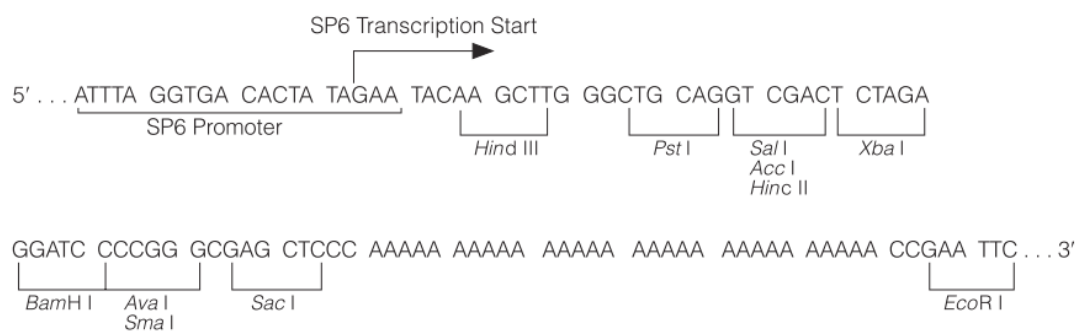 SP6 Transcription Start
5′ . . . ATTTA GGTGA CACTA TAGAA TACAA GCTTG GGCTG CAGGT CGACT CTAGA
SP6 Promoter
Hind III Pst I Sal I Xba I
Acc I
Hinc II
GGATC CCCGG GCGAG CTCCC AAAAA AAAAA AAAAA AAAAA AAAAA AAAAA CCGAA TTC . . . 3′
BamH I Ava I Sac I EcoR I
Sma I